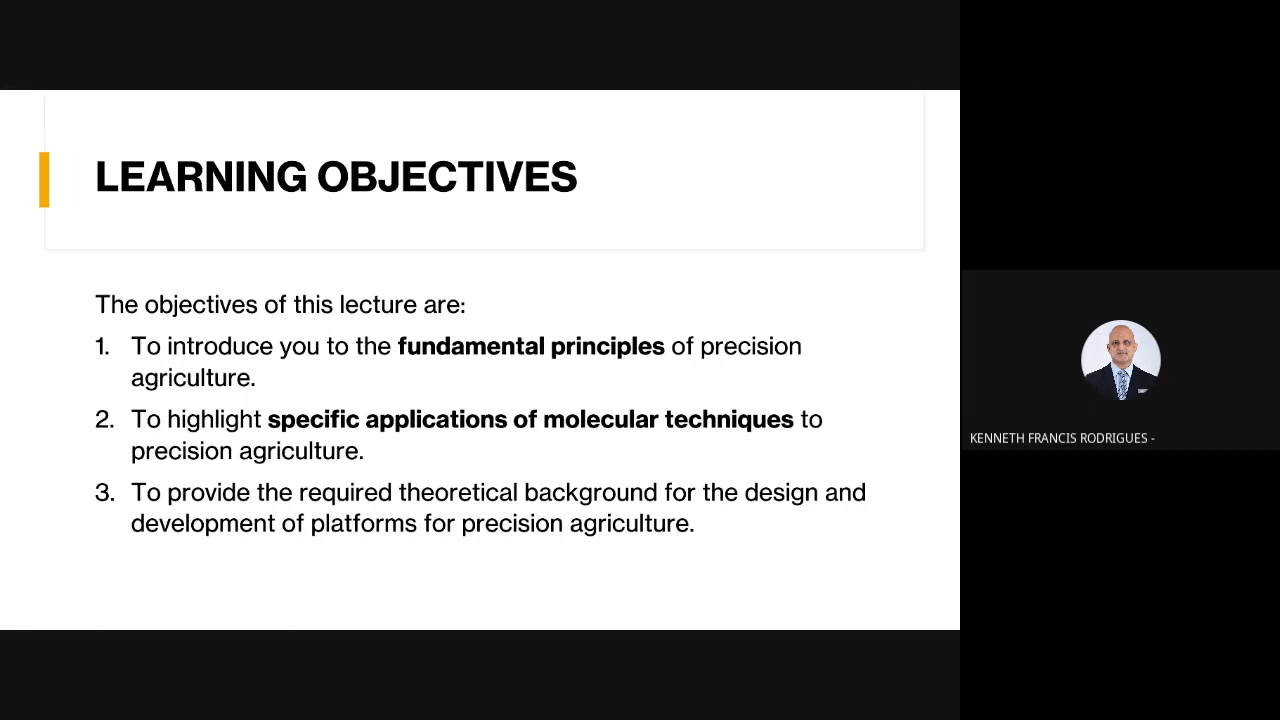 LEARNING OBJECTIVES
The objectives of this lecture are:
1. To introduce you to the fundamental principles of precision
agriculture.
2. To highlight specific applications of molecular techniques to
precision agriculture.
3. To provide the required theoretical background for the design and
development of platforms for precision agriculture.
KENNETH FRANCIS RODRIGUES -